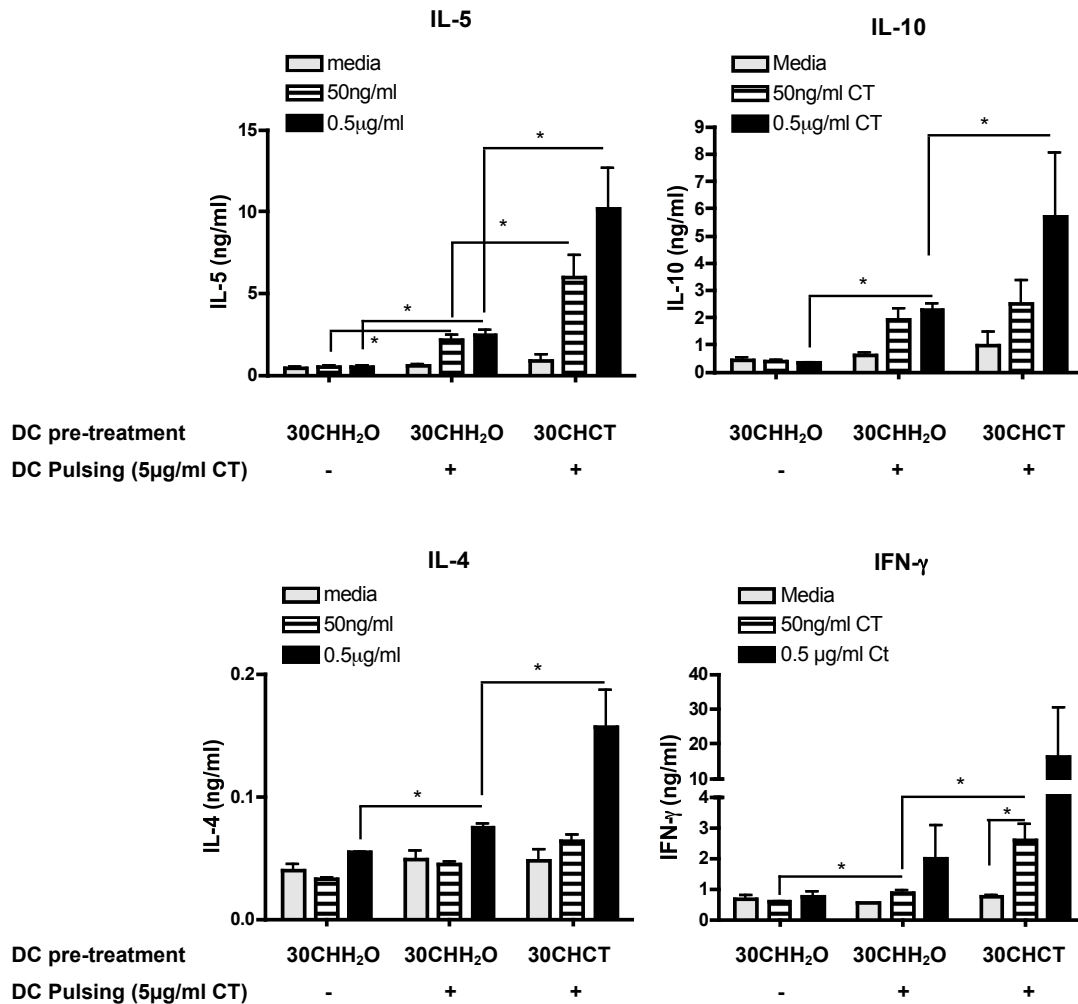 IL-5
media
50ng/ml
0.5μg/ml
15
10
5
0
IL-5 (ng/ml)
*
*
*
*
IL-10
Media
50ng/ml CT
0.5μg/ml CT
9
8
7
6
5
4
3
2
1
0
IL-10 (ng/ml)
*
*
DC pre-treatment 30CHH₂O 30CHH₂O 30CHCT 30CHH₂O 30CHH₂O 30CHCT
DC Pulsing (5µg/ml CT) - + + - + +
IL-4
media
50ng/ml
0.5μg/ml
0.2
0.1
0.0
IL-4 (ng/ml)
*
*
IFN-γ
Media
50ng/ml CT
0.5 µg/ml Ct
40
30
20
10
4
3
2
1
0
IFN-γ (ng/ml)
*
*
*
DC pre-treatment 30CHH₂O 30CHH₂O 30CHCT 30CHH₂O 30CHH₂O 30CHCT
DC Pulsing (5µg/ml CT) - + + - + +